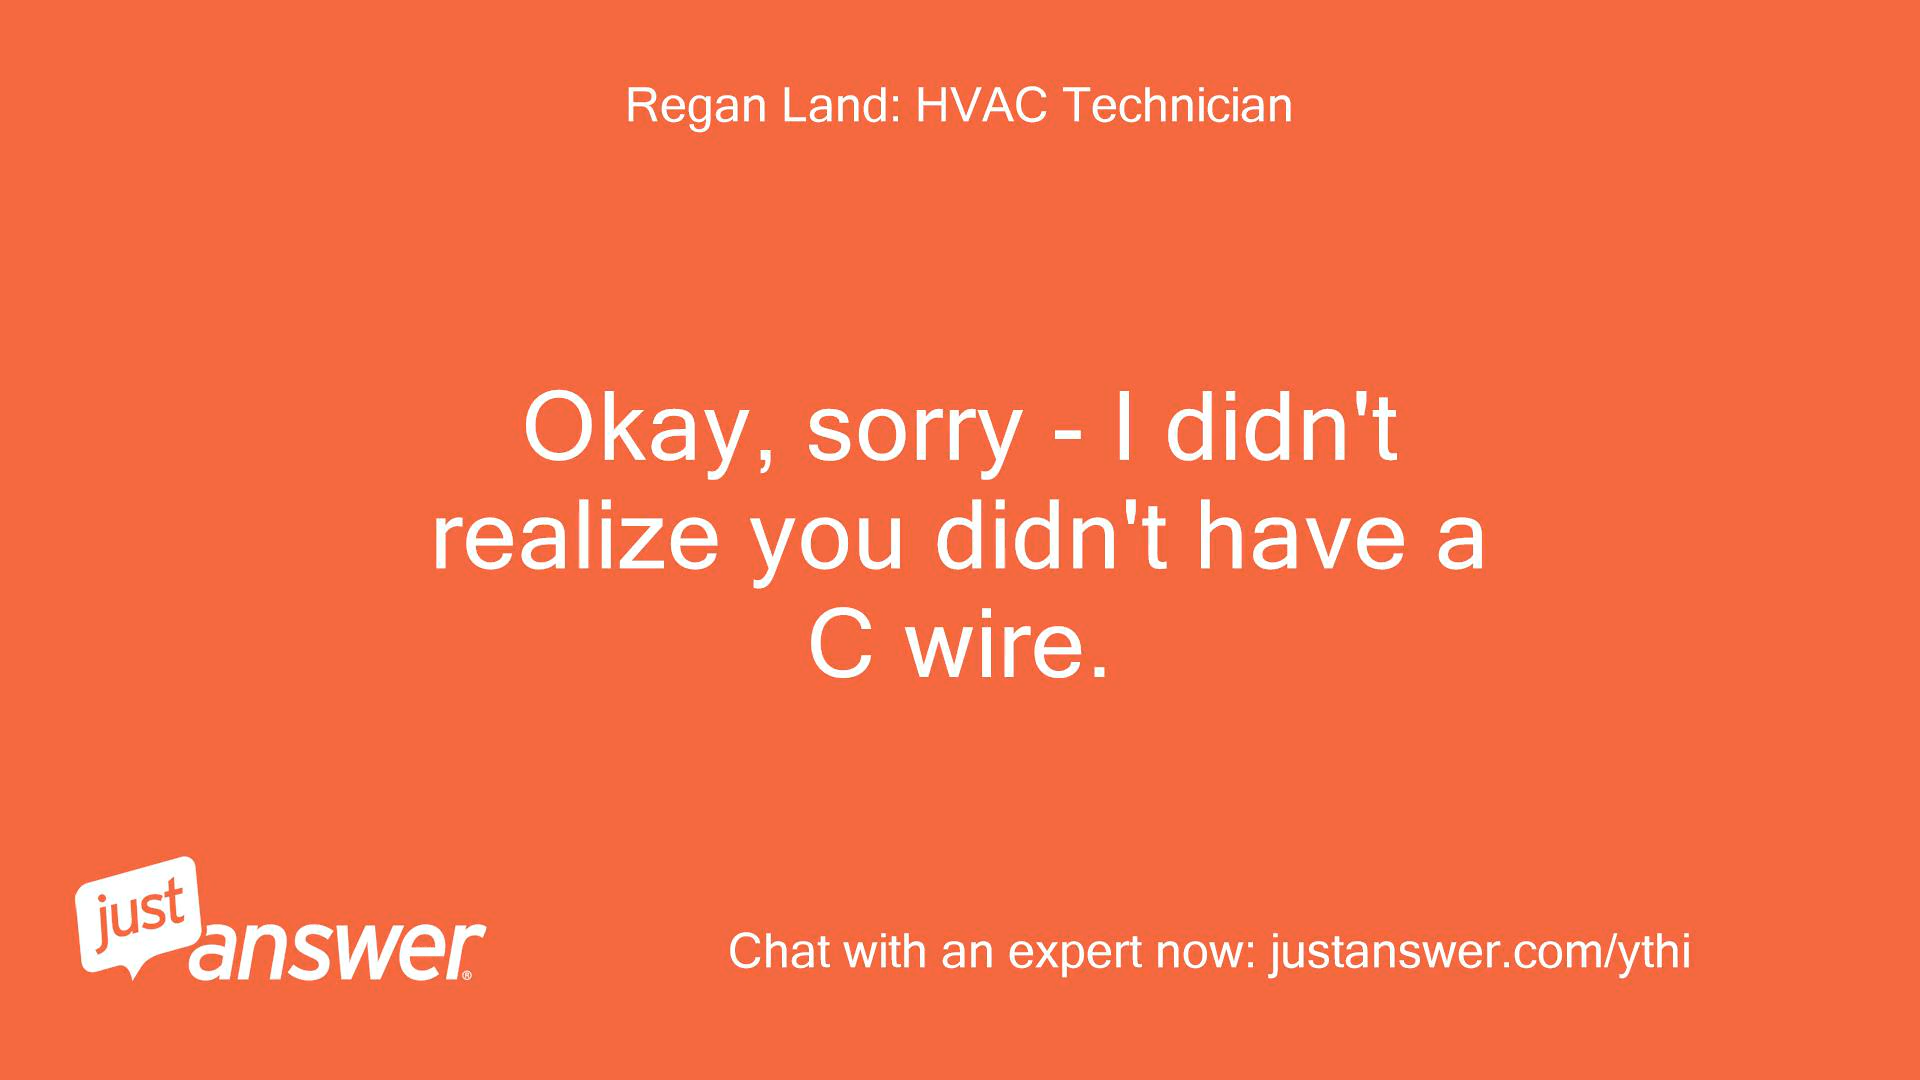 Regan Land: HVAC Technician
Okay, sorry - I didn't
realize you didn't have a
C wire.
just
answer®
Chat with an expert now: justanswer.com/ythi